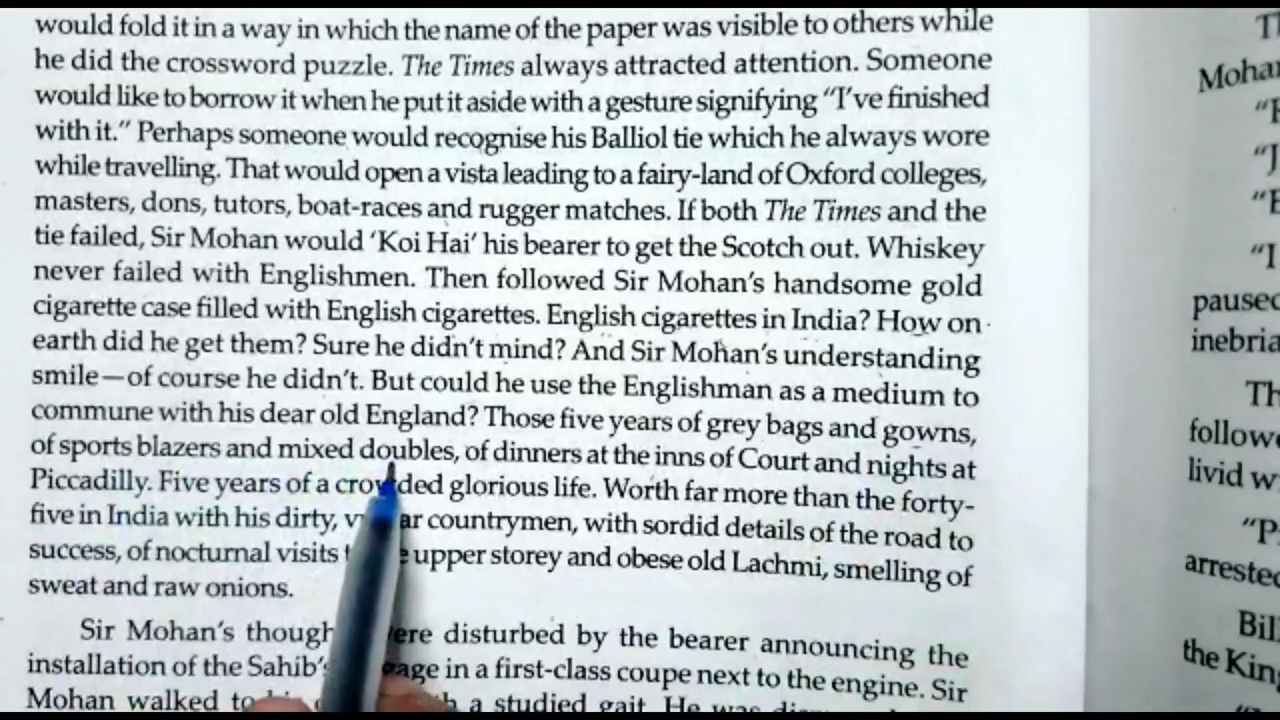 would fold it in a way in which the name of the paper was visible to others while
he did the crossword puzzle. The Times always attracted attention. Someone
would like to borrow it when he put it aside with a gesture signifying “I’ve finished
with it.” Perhaps someone would recognise his Balliol tie which he always wore
while travelling. That would open a vista leading to a fairy-land of Oxford colleges,
masters, dons, tutors, boat-races and rugger matches. If both The Times and the
tie failed, Sir Mohan would ‘Koi Hai’ his bearer to get the Scotch out. Whiskey
never failed with Englishmen. Then followed Sir Mohan’s handsome gold
cigarette case filled with English cigarettes. English cigarettes in India? How on
earth did he get them? Sure he didn’t mind? And Sir Mohan’s understanding
smile—of course he didn’t. But could he use the Englishman as a medium to
commune with his dear old England? Those five years of grey bags and gowns,
of sports blazers and mixed doubles, of dinners at the inns of Court and nights at
Piccadilly. Five years of a crowded glorious life. Worth far more than the forty-
five in India with his dirty, countrymen, with sordid details of the road to
success, of nocturnal visits upper storey and obese old Lachmi, smelling of
sweat and raw onions.
Sir Mohan’s were disturbed by the bearer announcing the
installation of the Sahib’s in a first-class coupe next to the engine. Sir
Mohan walked a studied gait. He was
Moha
“J
“I
paused
inebria
Th
followe
livid w
“P
arrested
Bil
the King